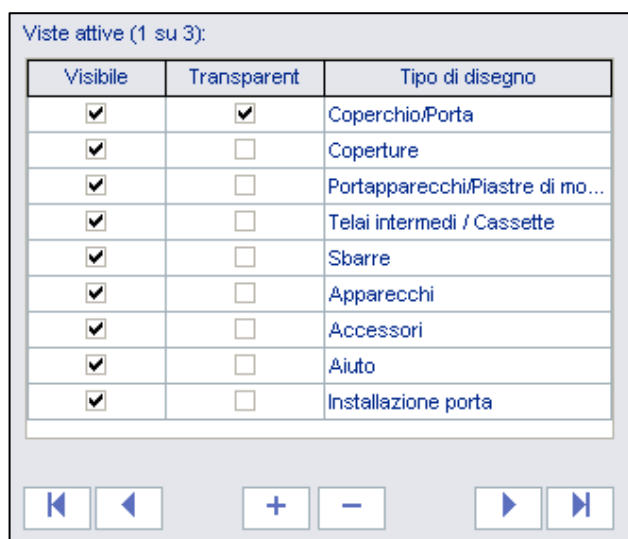 Viste attive (1 su 3):
Visibile Transparent Tipo di disegno
Coperchio/Porta
Coperture
Portapparecchi/Piastre di mo...
Telai intermedi / Cassette
Sbarre
Apparecchi
Accessori
Aiuto
Installazione porta